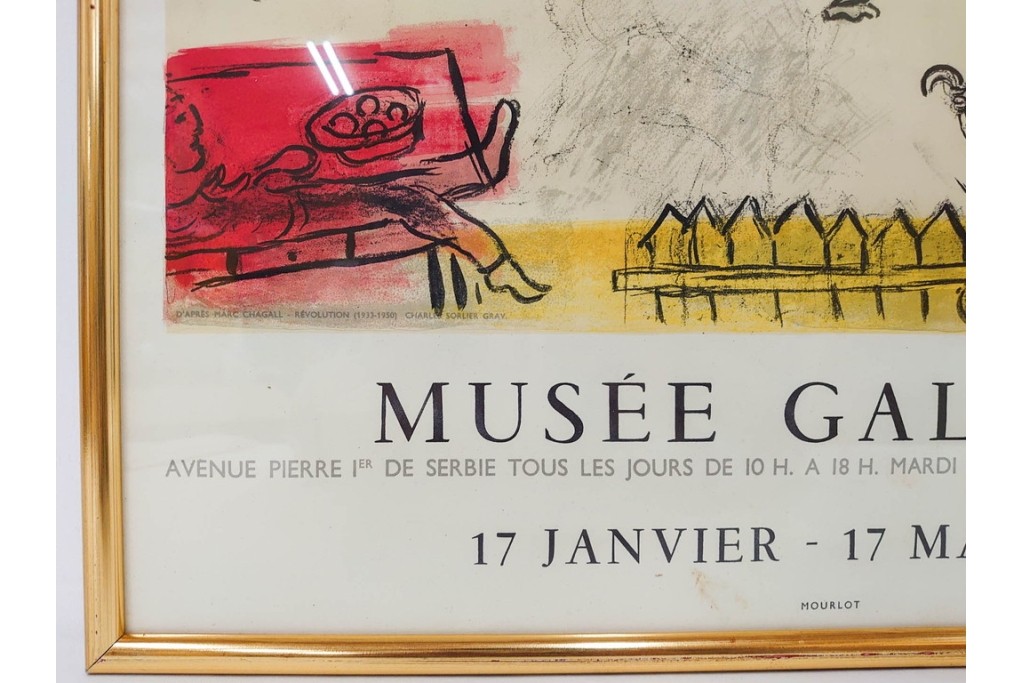 D'APRÈS MARC CHAGALL - RÉVOLUTION (1933-1950) CHARLES SORLIER GRAV.
MUSÉE GAL
AVENUE PIERRE IER DE SERBIE TOUS LES JOURS DE 10 H. A 18 H. MARDI
17 JANVIER - 17 MA
MOURLOT